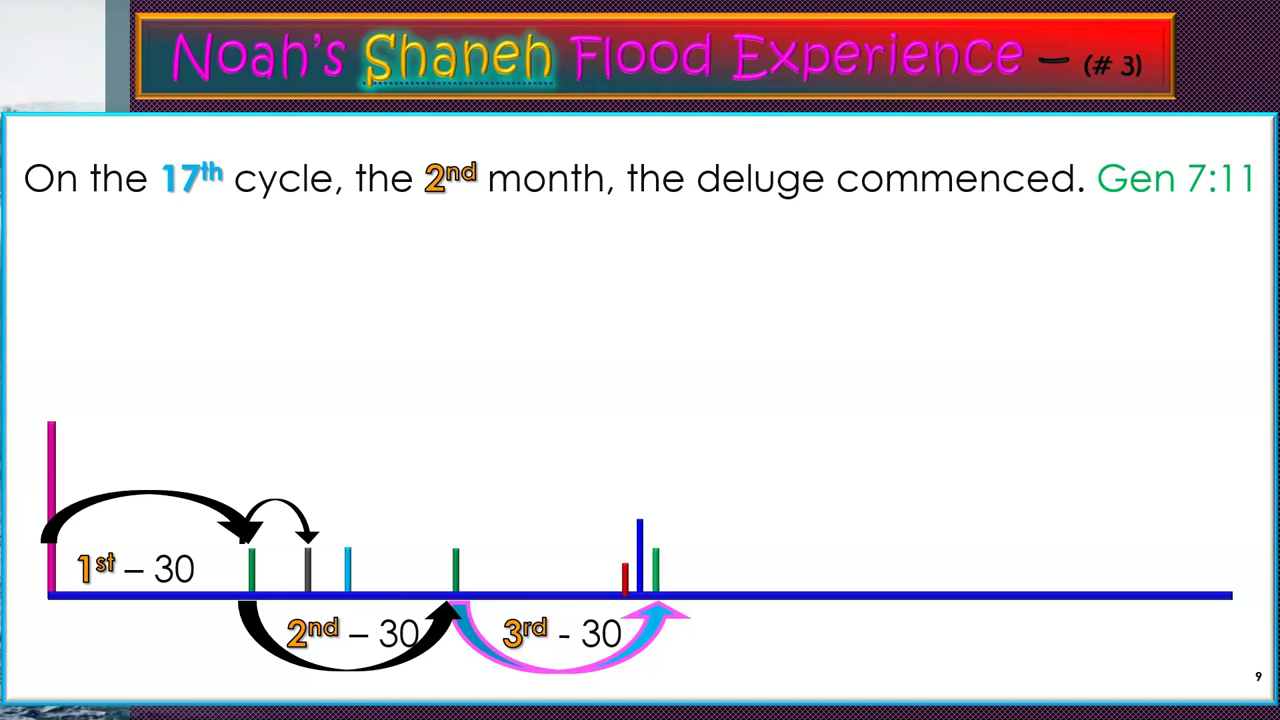 Noah's Shaneh Flood Experience – (# 3)
On the 17th cycle, the 2nd month, the deluge commenced. Gen 7:11
1st – 30
2nd – 30
3rd - 30
9